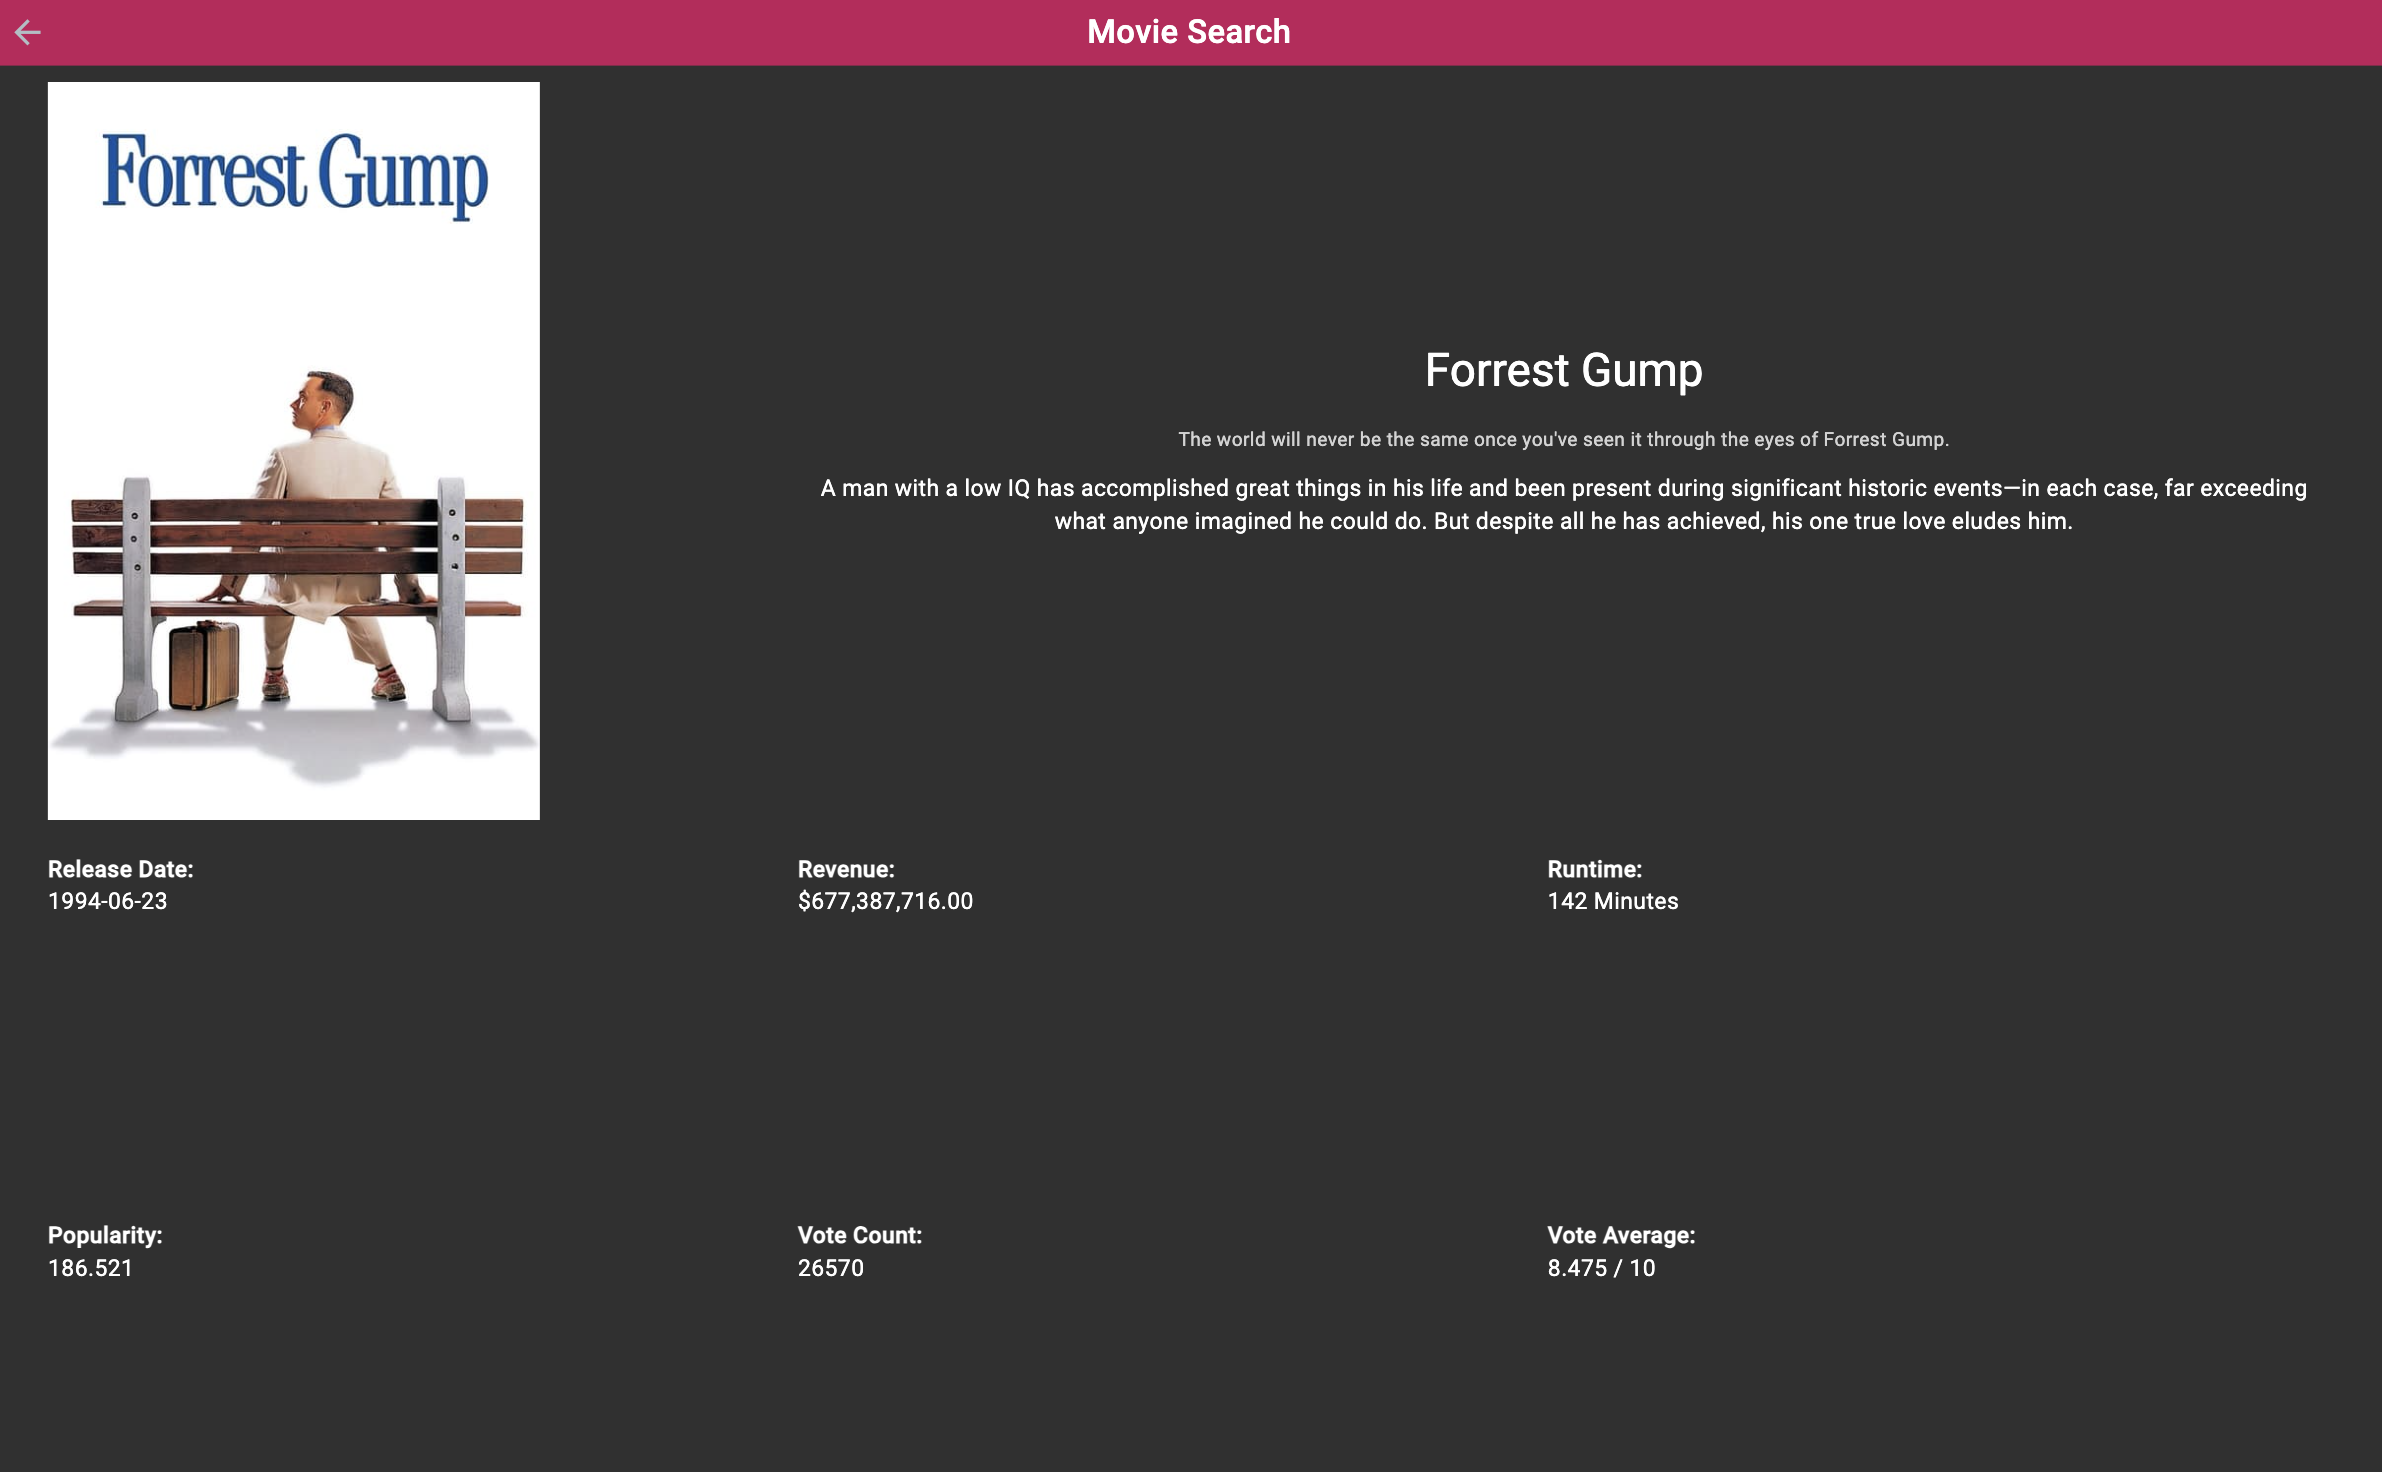 Movie Search
Forrest Gump
Forrest Gump
The world will never be the same once you've seen it through the eyes of Forrest Gump.
A man with a low IQ has accomplished great things in his life and been present during significant historic events—in each case, far exceeding
what anyone imagined he could do. But despite all he has achieved, his one true love eludes him.
Release Date:
1994-06-23
Revenue:
$677,387,716.00
Runtime:
142 Minutes
Popularity:
186.521
Vote Count:
26570
Vote Average:
8.475 / 10